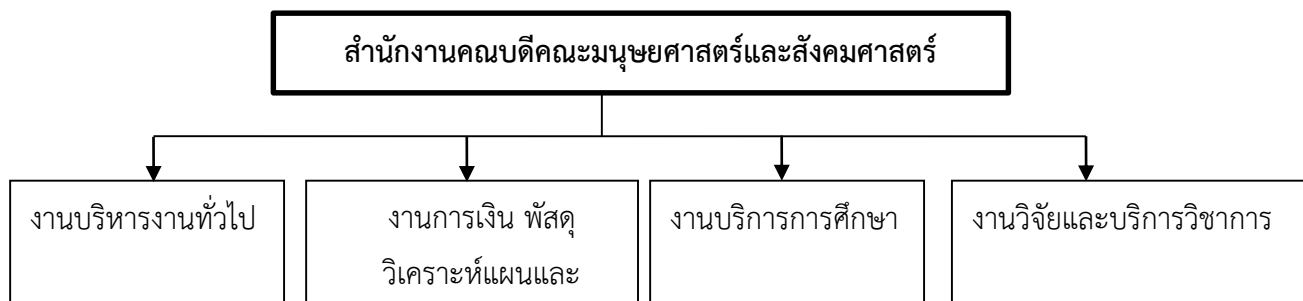 สำนักงานคณบดีคณะมนุษยศาสตร์และสังคมศาสตร์
งานบริหารงานทั่วไป
งานการเงิน พัสดุ
วิเคราะห์แผนและ
งานบริการการศึกษา
งานวิจัยและบริการวิชาการ